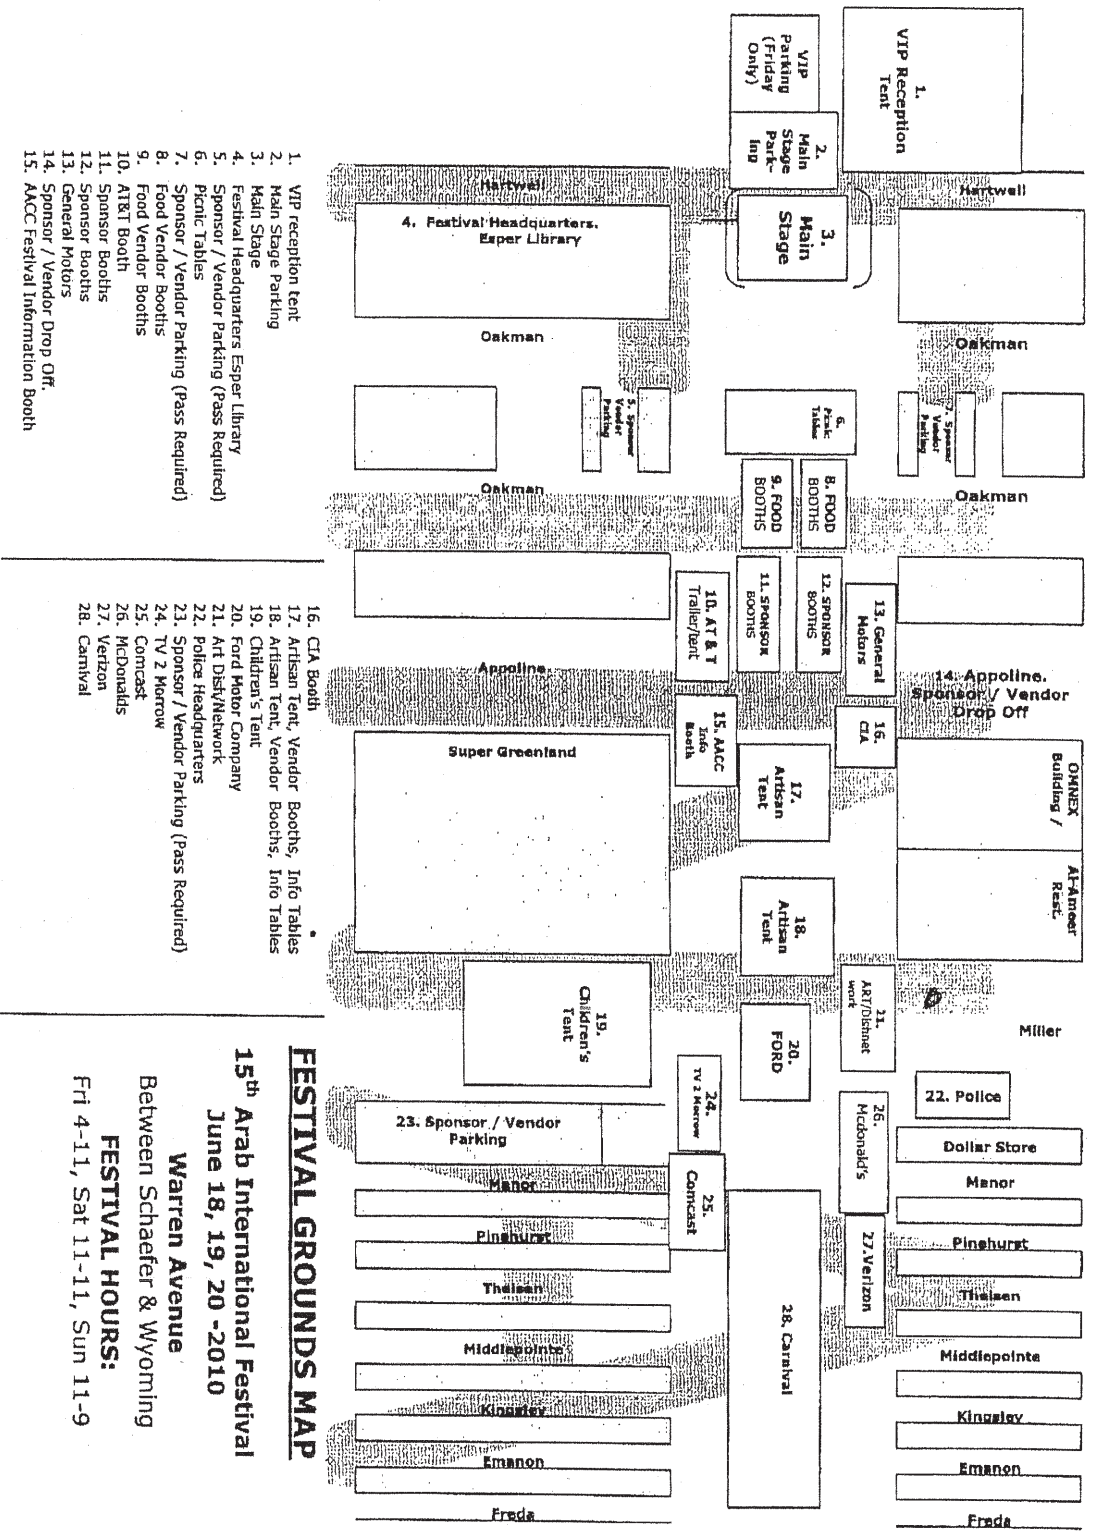 1.
VIP Reception
Tent
VIP
Parking
(Friday
Only)
2.
Main
Stage
Park-
ing
Hartwell
Hartwell
3.
Main
Stage
4. Festival Headquarters.
Esper Library
Oakman
Oakman
5. Sponsor
Vendor
Parking
6.
Picnic
Tables
7. Sponsor
Vendor
Parking
Oakman
Oakman
9. FOOD
BOOTHS
8. FOOD
BOOTHS
10. AT & T
Trailer/tent
11. SPONSOR
BOOTHS
12. SPONSOR
BOOTHS
13. General
Motors
Appoline
14. Appoline.
Sponsor / Vendor
Drop Off
15. AACC
Info
Booth
16.
CIA
Super Greenland
17.
Artisan
Tent
OMNEX
Building /
Al-Ameer
Rest.
18.
Artisan
Tent
19.
Children's
Tent
20.
FORD
21.
ART/Dishnet
work
Miller
22. Police
23. Sponsor / Vendor
Parking
24.
TV 2 Morrow
26.
Mcdonald's
Dollar Store
25.
Comcast
Manor
Manor
27.Verizon
Pinehurst
Pinehurst
Theisen
Theisen
28. Carnival
Middlepointe
Middlepointe
Kingsley
Kingsley
Emanon
Emanon
Freda
Freda
1. VIP reception tent
2. Main Stage Parking
3. Main Stage
4. Festival Headquarters Esper Library
5. Sponsor / Vendor Parking (Pass Required)
6. Picnic Tables
7. Sponsor / Vendor Parking (Pass Required)
8. Food Vendor Booths
9. Food Vendor Booths
10. AT&T Booth
11. Sponsor Booths
12. Sponsor Booths
13. General Motors
14. Sponsor / Vendor Drop Off.
15. AACC Festival Information Booth
16. CIA Booth
17. Artisan Tent, Vendor Booths, Info Tables
18. Artisan Tent, Vendor Booths, Info Tables
19. Children's Tent
20. Ford Motor Company
21. Art Dish/Network
22. Police Headquarters
23. Sponsor / Vendor Parking (Pass Required)
24. TV 2 Morrow
25. Comcast
26. McDonalds
27. Verizon
28. Carnival
FESTIVAL GROUNDS MAP
15th Arab International Festival
June 18, 19, 20 -2010
Warren Avenue
Between Schaefer & Wyoming
FESTIVAL HOURS:
Fri 4-11, Sat 11-11, Sun 11-9